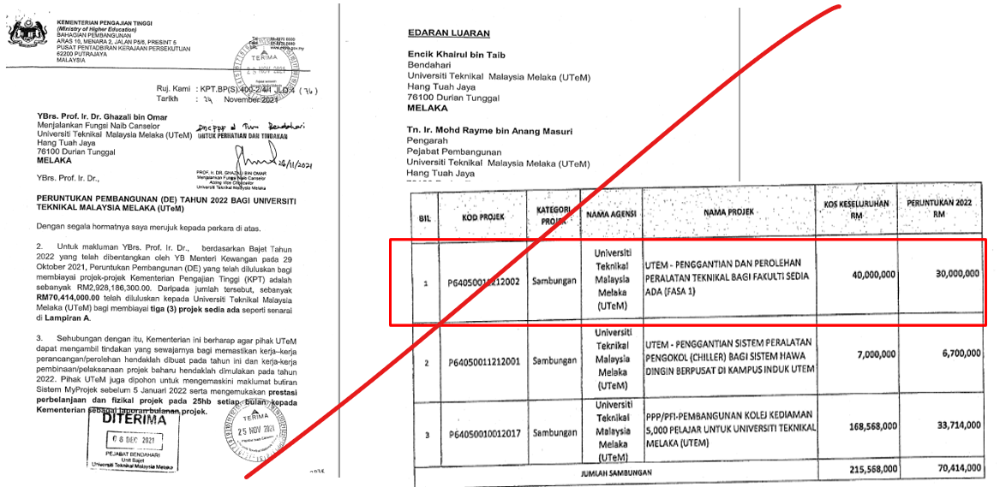 KEMENTERIAN PENGAJIAN TINGGI
(Ministry of Higher Education)
BAHAGIAN PEMBANGUNAN
ARAS 10, MENARA 2, JALAN P5/6, PRESINT 5
PUSAT PENTADBIRAN KERAJAAN PERSEKUTUAN
62200 PUTRAJAYA
MALAYSIA
TERIMA
25 NOV 2021
Ruj. Kami : KPT.BP(S).400-2/4/1 JLD.4 (76)
Tarikh : 24 November 2021
YBrs. Prof. Ir. Dr. Ghazali bin Omar
Menjalankan Fungsi Naib Canselor
Universiti Teknikal Malaysia Melaka (UTeM)
Hang Tuah Jaya
76100 Durian Tunggal
MELAKA
Bendahari
UNTUK PERHATIAN DAN TINDAKAN
26/11/2021
PROF. IR. DR. GHAZALI BIN OMAR
Menjalankan Fungsi Naib Canselor
Acting Vice Chancellor
Universiti Teknikal Malaysia Melaka
YBrs. Prof. Ir. Dr.,
PERUNTUKAN PEMBANGUNAN (DE) TAHUN 2022 BAGI UNIVERSITI
TEKNIKAL MALAYSIA MELAKA (UTeM)
Dengan segala hormatnya saya merujuk kepada perkara di atas.
2. Untuk makluman YBrs. Prof. Ir. Dr., berdasarkan Bajet Tahun
2022 yang telah dibentangkan oleh YB Menteri Kewangan pada 29
Oktober 2021, Peruntukan Pembangunan (DE) yang telah diluluskan bagi
membiayai projek-projek Kementerian Pengajian Tinggi (KPT) adalah
sebanyak RM2,928,186,300.00. Daripada jumlah tersebut, sebanyak
RM70,414,000.00 telah diluluskan kepada Universiti Teknikal Malaysia
Melaka (UTeM) bagi membiayai tiga (3) projek sedia ada seperti senarai
di Lampiran A.
3. Sehubungan dengan itu, Kementerian ini berharap agar pihak UTeM
dapat mengambil tindakan yang sewajarnya bagi memastikan kerja-kerja
perancangan/perolehan hendaklah dibuat pada tahun ini dan kerja-kerja
pembinaan/pelaksanaan projek baharu hendaklah dimulakan pada tahun
2022. Pihak UTeM juga dipohon untuk mengemaskini maklumat butiran
Sistem MyProjek sebelum 5 Januari 2022 serta mengemukakan prestasi
perbelanjaan dan fizikal projek pada 25hb setiap bulan kepada
Kementerian sebagai laporan bulanan projek.
DITERIMA
08 DEC 2021
PEJABAT BENDAHARI
Unit Bajet
Universiti Teknikal Malaysia Melaka
TERIMA
25 NOV 2021
EDARAN LUARAN
Encik Khairul bin Taib
Bendahari
Universiti Teknikal Malaysia Melaka (UTeM)
Hang Tuah Jaya
76100 Durian Tunggal
MELAKA
Tn. Ir. Mohd Rayme bin Anang Masuri
Pengarah
Pejabat Pembangunan
Universiti Teknikal Malaysia Melaka (UTeM)
Hang Tuah Jaya
BIL KOD PROJEK KATEGORI PROJEK NAMA AGENSI NAMA PROJEK KOS KESELURUHAN RM PERUNTUKAN 2022 RM
1 P64050011212002 Sambungan Universiti Teknikal Malaysia Melaka (UTeM) UTEM - PENGGANTIAN DAN PEROLEHAN PERALATAN TEKNIKAL BAGI FAKULTI SEDIA ADA (FASA 1) 40,000,000 30,000,000
2 P64050011212001 Sambungan Universiti Teknikal Malaysia Melaka (UTeM) UTEM - PENGGANTIAN SISTEM PERALATAN PENGOKOL (CHILLER) BAGI SISTEM HAWA DINGIN BERPUSAT DI KAMPUS INDUK UTEM 7,000,000 6,700,000
3 P64050010012017 Sambungan Universiti Teknikal Malaysia Melaka (UTeM) PPP/PFI-PEMBANGUNAN KOLEJ KEDIAMAN 5,000 PELAJAR UNTUK UNIVERSITI TEKNIKAL MELAKA (UTEM) 168,568,000 33,714,000
JUMLAH SAMBUNGAN 215,568,000 70,414,000